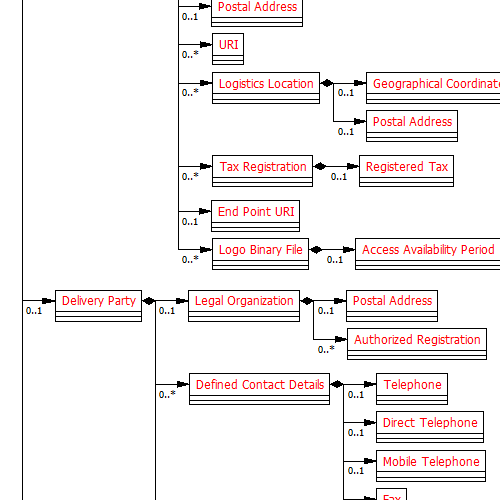 Postal Address
0..1
URI
0..*
Logistics Location
Geographical Coordinate
0..*
0..1
Postal Address
0..1
Tax Registration
Registered Tax
0..*
0..1
End Point URI
0..1
Logo Binary File
Access Availability Period
0..*
0..1
Delivery Party
Legal Organization
Postal Address
0..1
0..1
0..1
Authorized Registration
0..*
Defined Contact Details
Telephone
0..*
0..1
Direct Telephone
0..1
Mobile Telephone
0..1
Fax